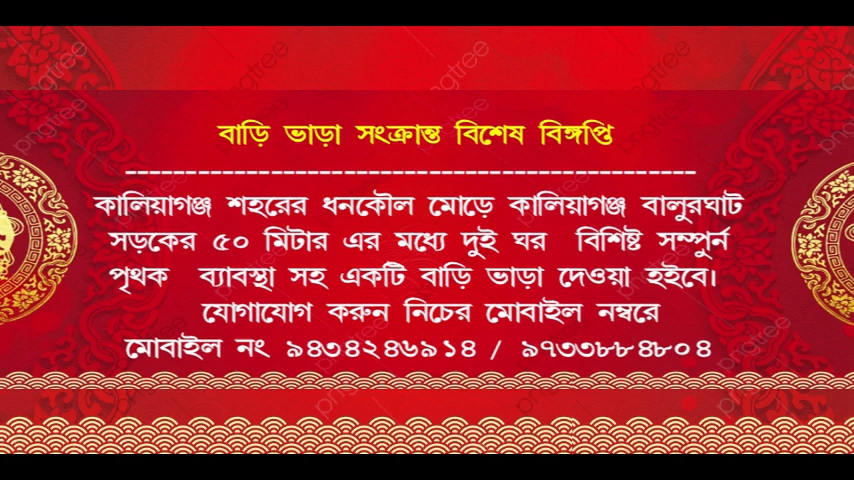 বাড়ি ভাড়া সংক্রান্ত বিশেষ বিঙ্গপ্তি
কালিয়াগঞ্জ শহরের ধনকৌল মোড়ে কালিয়াগঞ্জ বালুরঘাট
সড়কের ৫০ মিটার এর মধ্যে দুই ঘর বিশিষ্ট সম্পুর্ন
পৃথক ব্যাবস্থা সহ একটি বাড়ি ভাড়া দেওয়া হইবে।
যোগাযোগ করুন নিচের মোবাইল নম্বরে
মোবাইল নং ৯৪৩৪২৪৬৯১৪ / ৯৭৩৩৮৮৪৮০৪